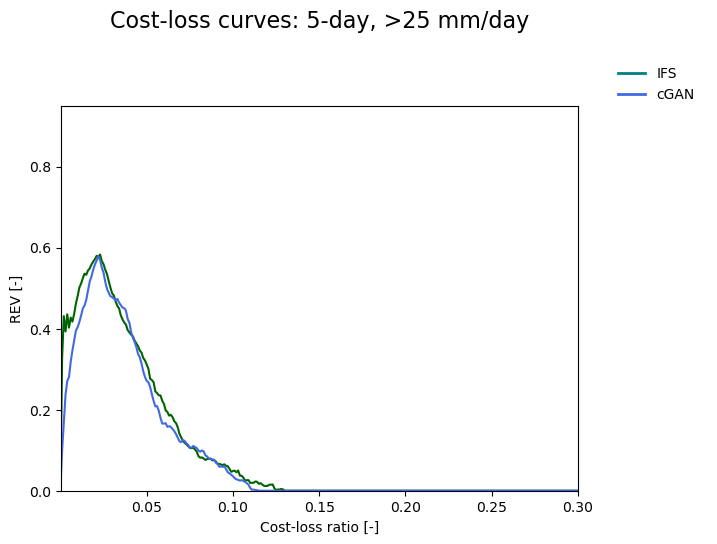 Cost-loss curves: 5-day, >25 mm/day
IFS
cGAN
0.8
0.6
0.4
0.2
0.0
REV [-]
0.05
0.10
0.15
0.20
0.25
0.30
Cost-loss ratio [-]